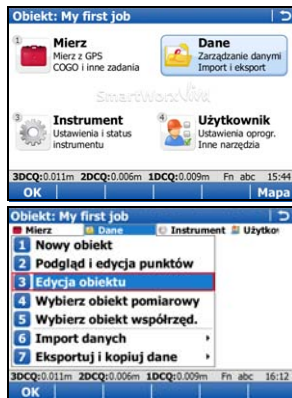 Obiekt: My first job
1 Mierz
Mierz z GPS
COGO i inne zadania
2 Dane
Zarządzanie danymi
Import i eksport
SmartWorx Viva
3 Instrument
Ustawienia i status
instrumentu
4 Użytkownik
Ustawienia oprogr.
Inne narzędzia
3DCQ:0.011m 2DCQ:0.006m 1DCQ:0.009m Fn abc 15:44
OK Mapa
Obiekt: My first job
Mierz Dane Instrument Użytko
1 Nowy obiekt
2 Podgląd i edycja punktów
3 Edycja obiektu
4 Wybierz obiekt pomiarowy
5 Wybierz obiekt współrzęd.
6 Import danych
7 Eksportuj i kopiuj dane
3DCQ:0.011m 2DCQ:0.006m 1DCQ:0.009m Fn abc 16:12
OK